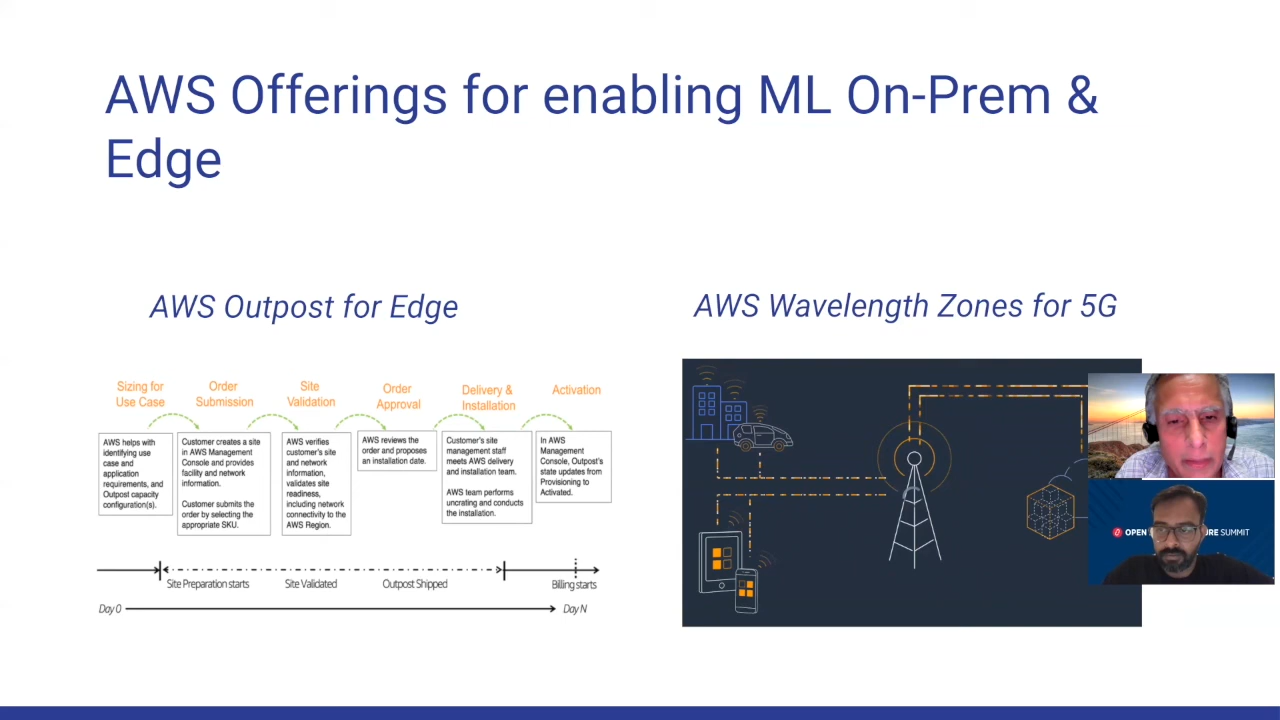 AWS Offerings for enabling ML On-Prem &
Edge
AWS Outpost for Edge
AWS Wavelength Zones for 5G
Sizing for
Use Case
Order
Submission
Site
Validation
Order
Approval
Delivery &
Installation
Activation
AWS helps with
identifying use
case and
application
requirements, and
Outpost capacity
configuration(s).
Customer creates a site
in AWS Management
Console and provides
facility and network
information.
Customer submits the
order by selecting the
appropriate SKU.
AWS verifies
customer's site
and network
information,
validates site
readiness,
including network
connectivity to the
AWS Region.
AWS reviews the
order and proposes
an installation date.
Customer's site
management staff
meets AWS delivery
and installation team.
AWS team performs
uncrating and conducts
the installation.
In AWS
Management
Console, Outpost's
state updates from
Provisioning to
Activated.
Site Preparation starts
Site Validated
Outpost Shipped
Billing starts
Day 0
Day N
OPEN
SUMMIT